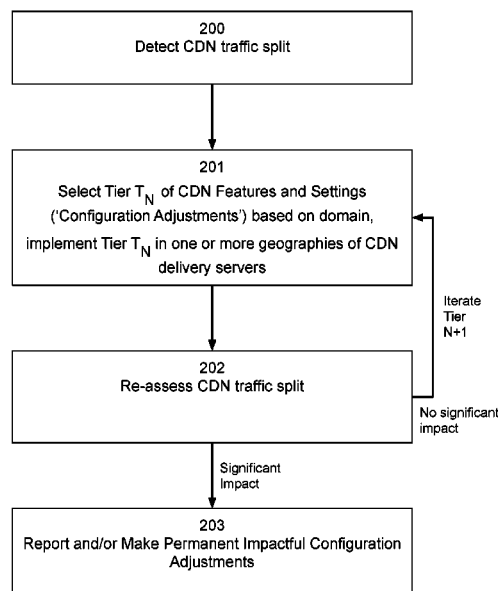 200
Detect CDN traffic split
201
Select Tier T_N of CDN Features and Settings
('Configuration Adjustments') based on domain,
implement Tier T_N in one or more geographies of CDN
delivery servers
Iterate
Tier
N+1
202
Re-assess CDN traffic split
No significant
impact
Significant
Impact
203
Report and/or Make Permanent Impactful Configuration
Adjustments